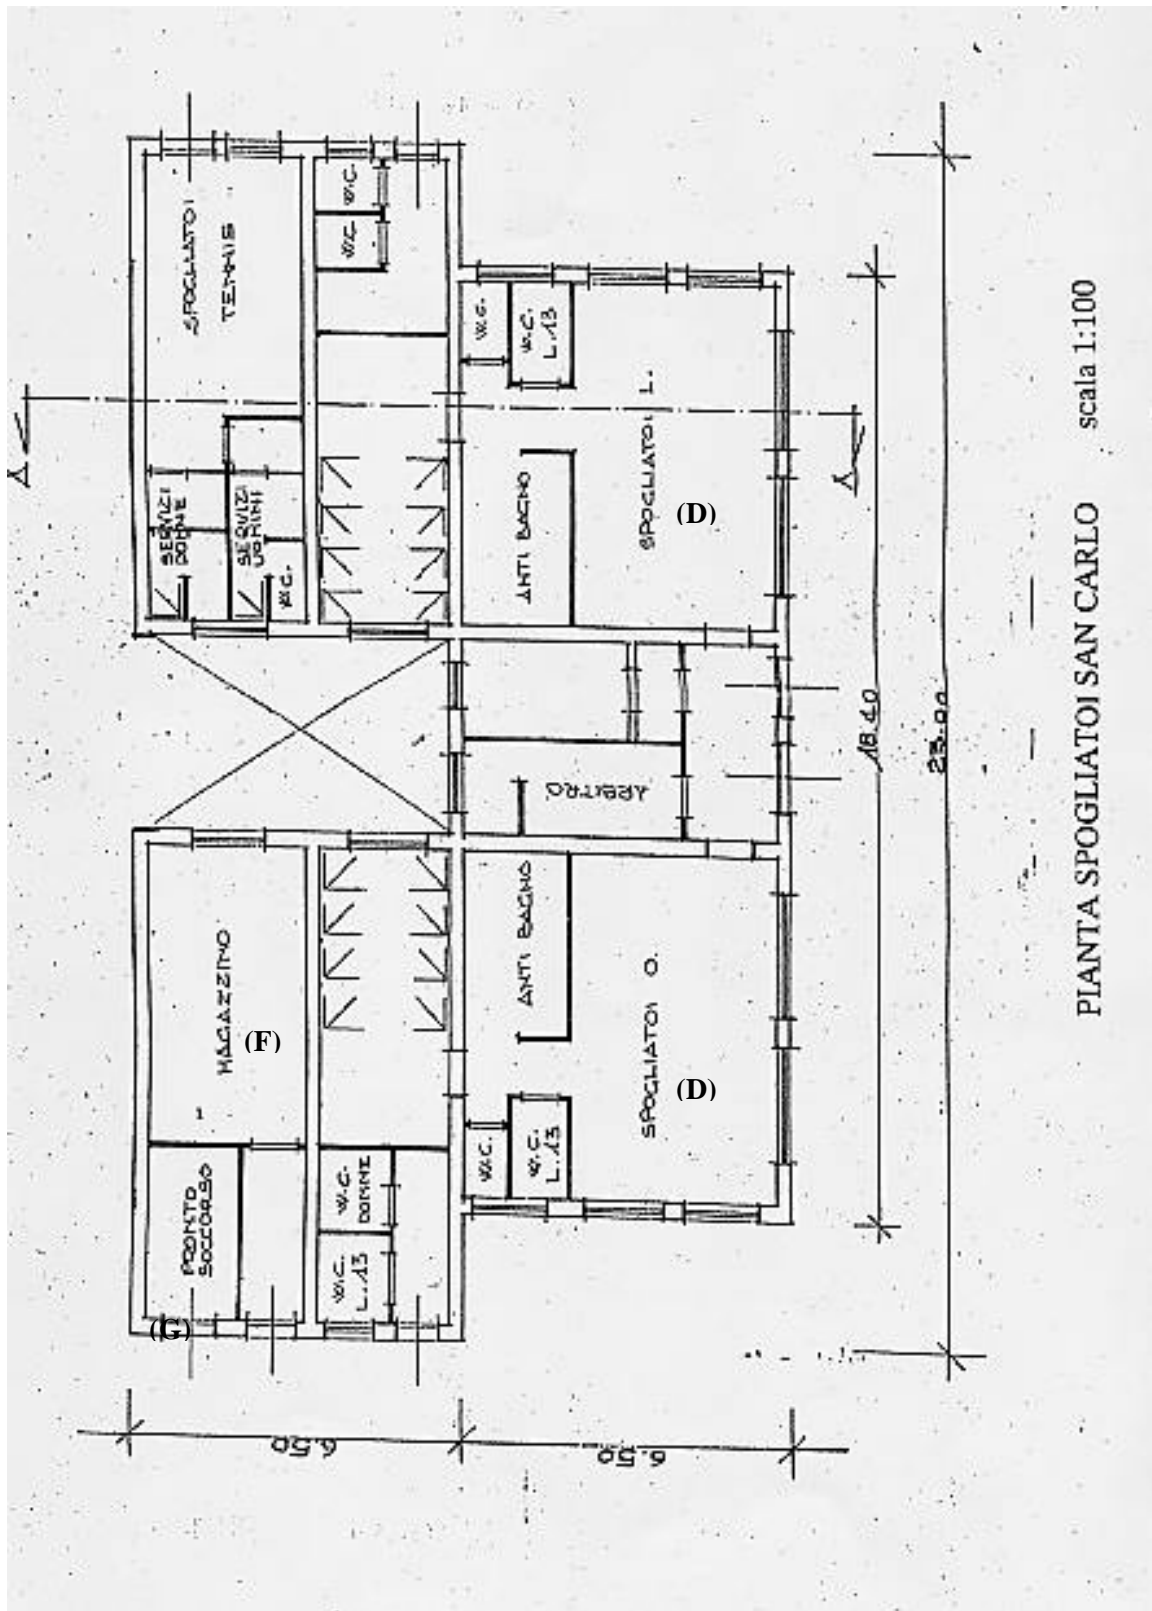 SPOGLIATOI
TENNIS
W.C.
W.C.
SERVIZI
DONNE
SERVIZI
UOMINI
W.C.
W.C.
W.C.
L.13
ANTI BAGNO
SPOGLIATOI L.
(D)
A
A
ARBITRO
MAGAZZINO
(F)
ANTI BAGNO
SPOGLIATOI O.
(D)
PRONTO
SOCCORSO
(G)
W.C.
DONNE
W.C.
L.13
W.C.
W.C.
L.13
18.40
23.90
6.50
6.50
PIANTA SPOGLIATOI SAN CARLO scala 1:100